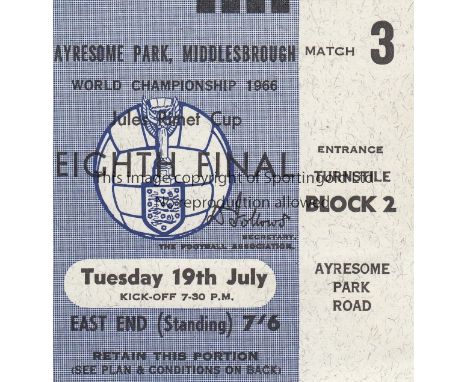 AYRESOME PARK, MIDDLESBROUGH
WORLD CHAMPIONSHIP 1966
Jules Rimet Cup
EIGHTH FINAL
This image copyright of Sportingold Ltd.
No reproduction allowed
D Follows
SECRETARY,
THE FOOTBALL ASSOCIATION.
Tuesday 19th July
KICK-OFF 7-30 P.M.
EAST END (Standing) 7'6
RETAIN THIS PORTION
(SEE PLAN & CONDITIONS ON BACK)
MATCH 3
ENTRANCE
TURNSTILE
BLOCK 2
AYRESOME
PARK
ROAD